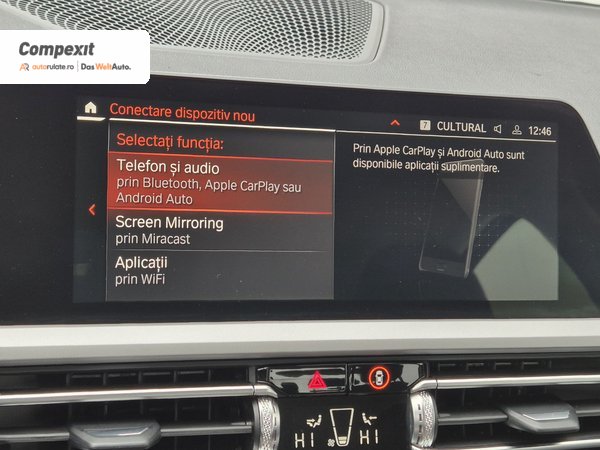 Compexit
AR autorulate.ro | Das WeltAuto.
Conectare dispozitiv nou
7 CULTURAL 12:46
Selectați funcția:
Telefon și audio
prin Bluetooth, Apple CarPlay sau
Android Auto
Screen Mirroring
prin Miracast
Aplicații
prin WiFi
Prin Apple CarPlay și Android Auto sunt
disponibile aplicații suplimentare.
HI HI